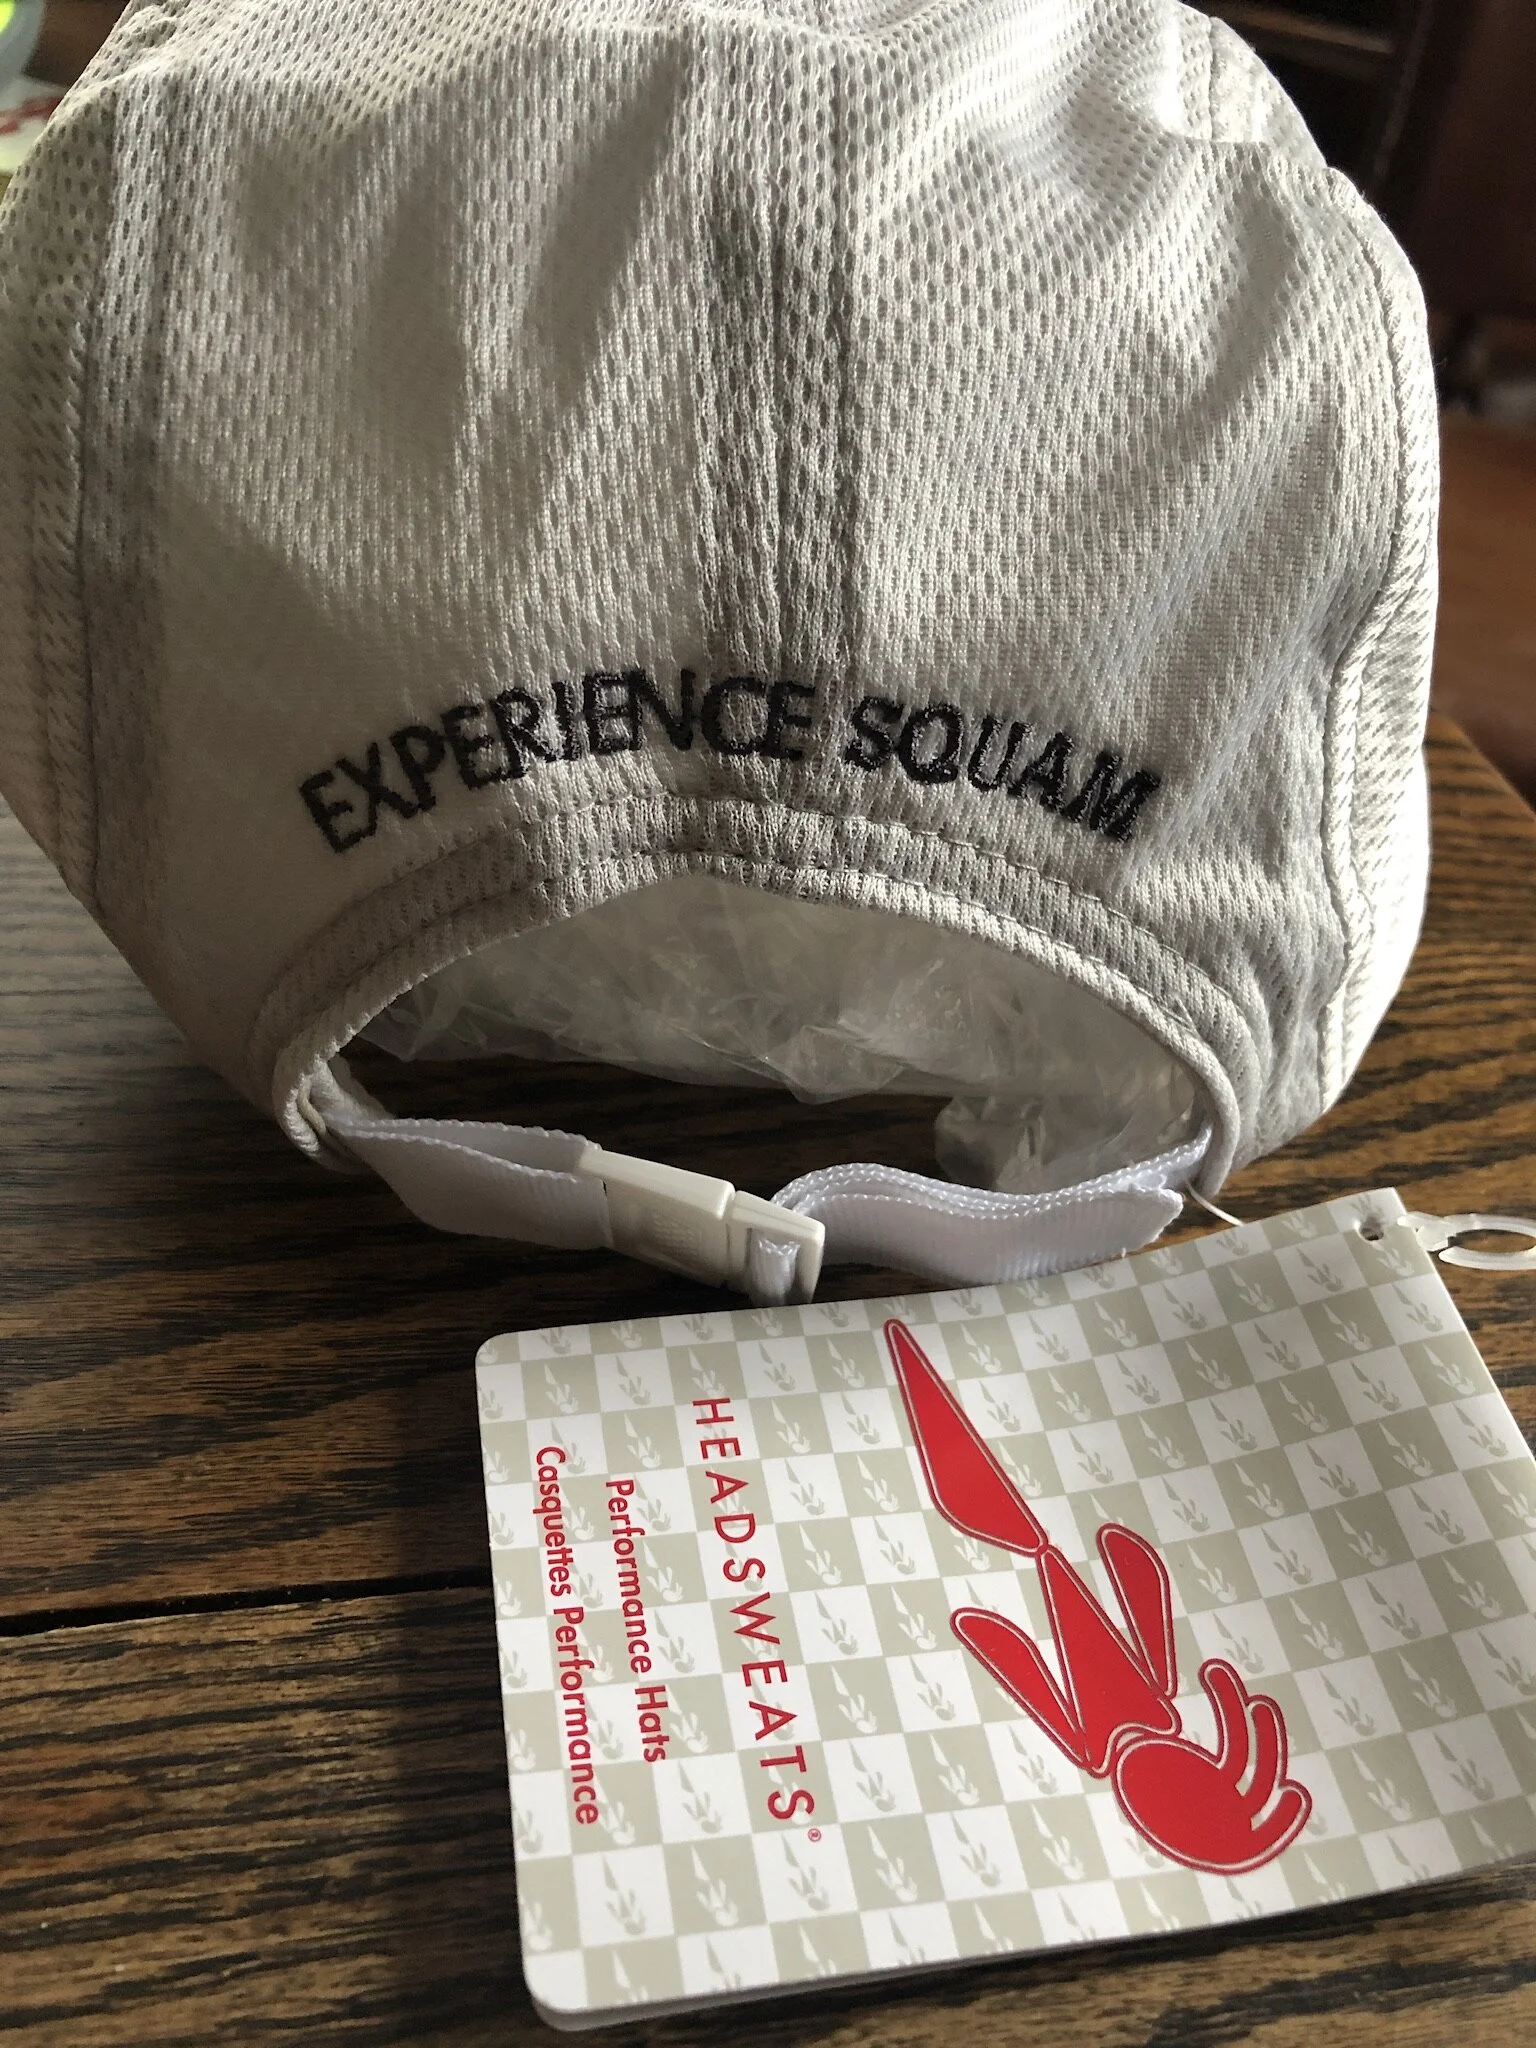 EXPERIENCE SQUAM
HEADSWEATS®
Performance Hats
Casquettes Performance